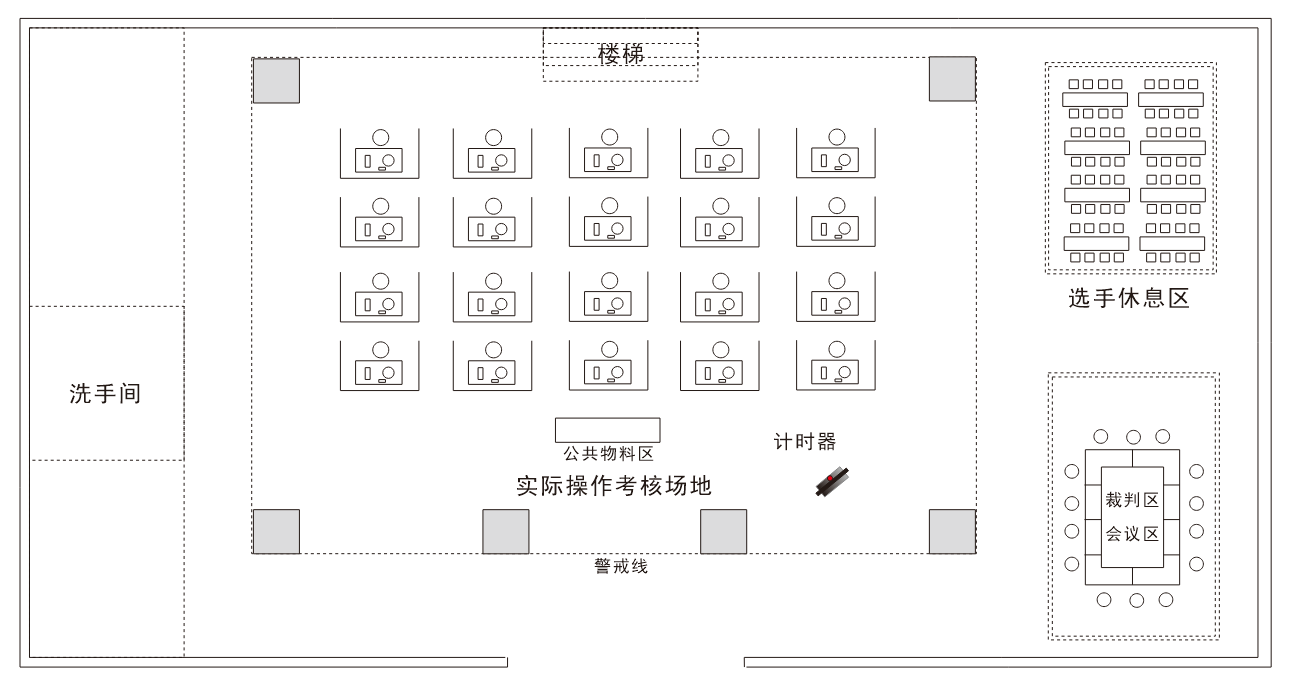 楼梯
选手休息区
洗手间
计时器
公共物料区
实际操作考核场地
裁判区
会议区
警戒线